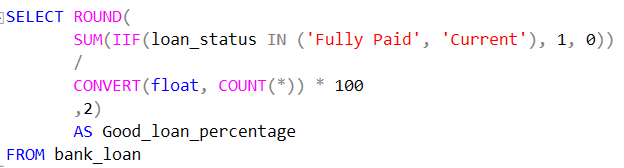 SELECT ROUND(
SUM(IIF(loan_status IN ('Fully Paid', 'Current'), 1, 0))
/
CONVERT(float, COUNT(*)) * 100
,2)
AS Good_loan_percentage
FROM bank_loan